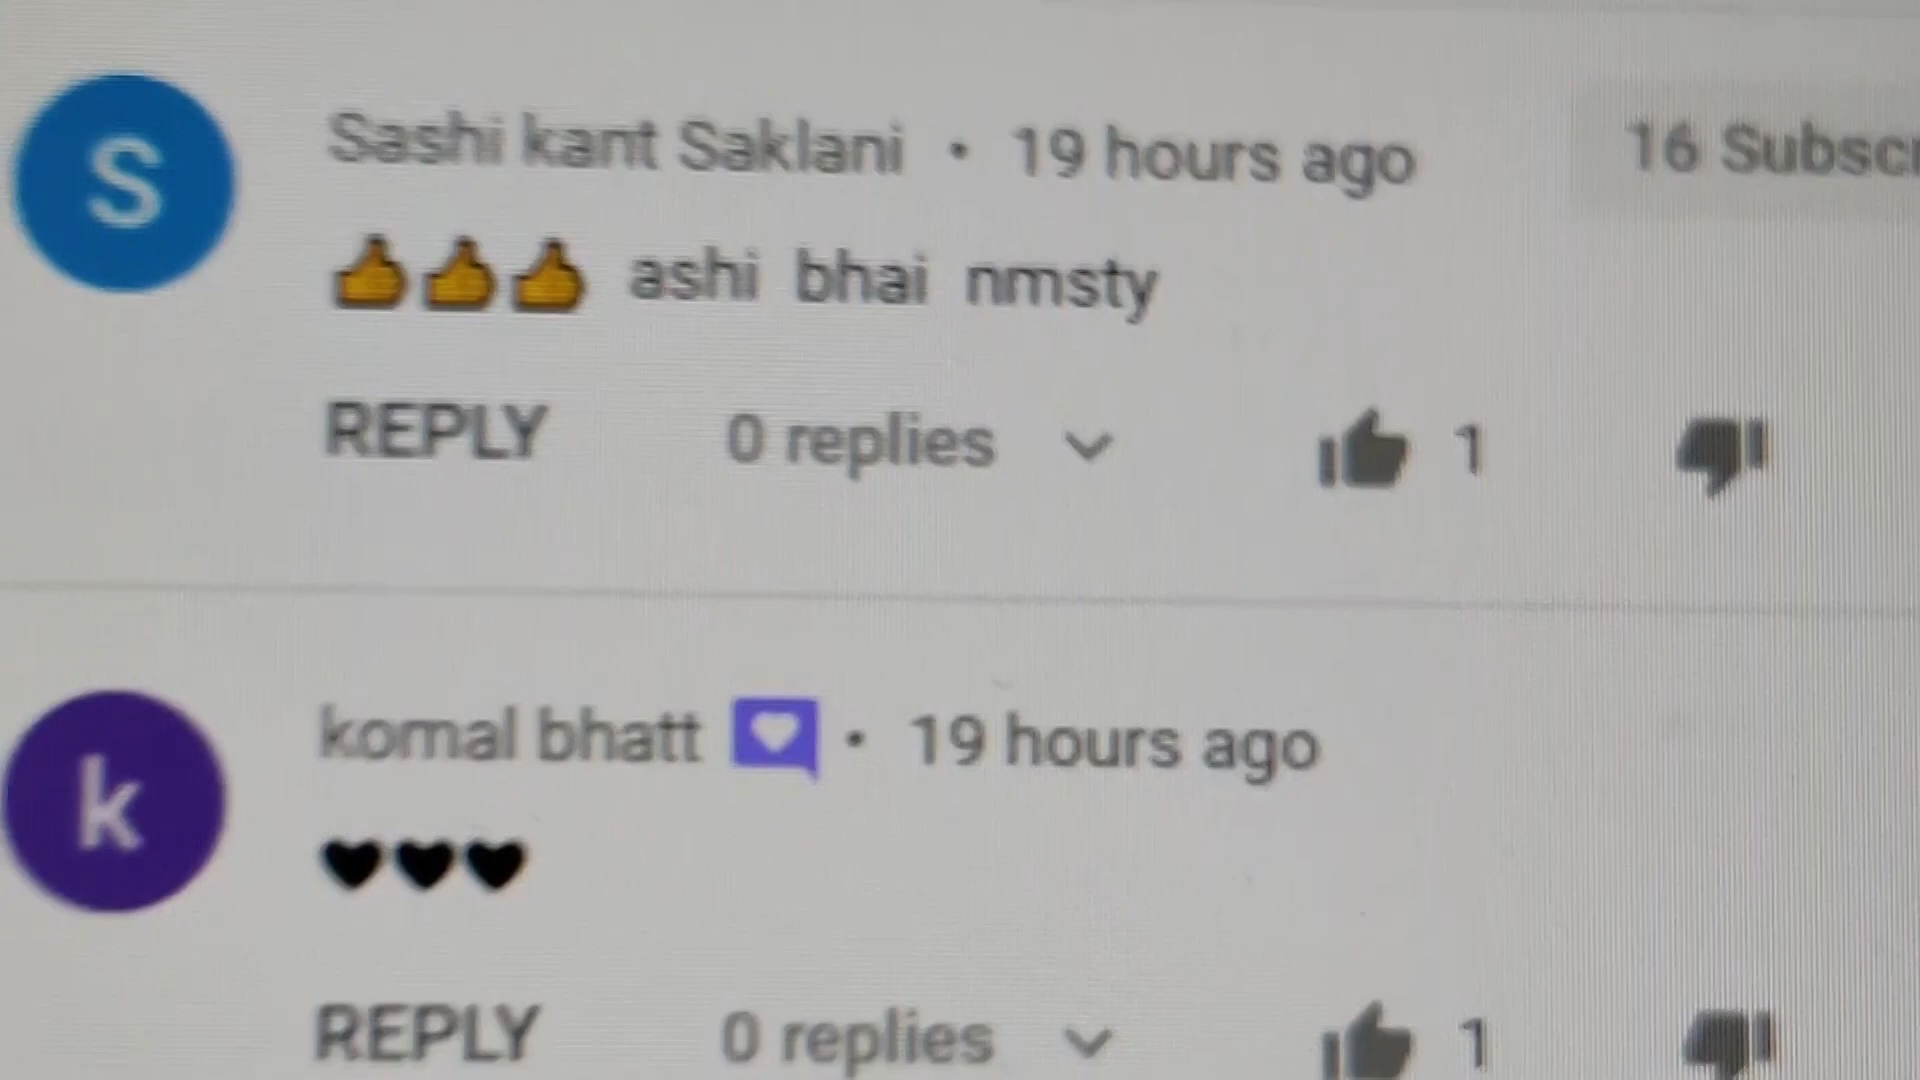 S
Sashi kant Saklani • 19 hours ago
16 Subscr
👍👍👍 ashi bhai nmsty
REPLY 0 replies 1
k
komal bhatt • 19 hours ago
🖤🖤🖤
REPLY 0 replies 1